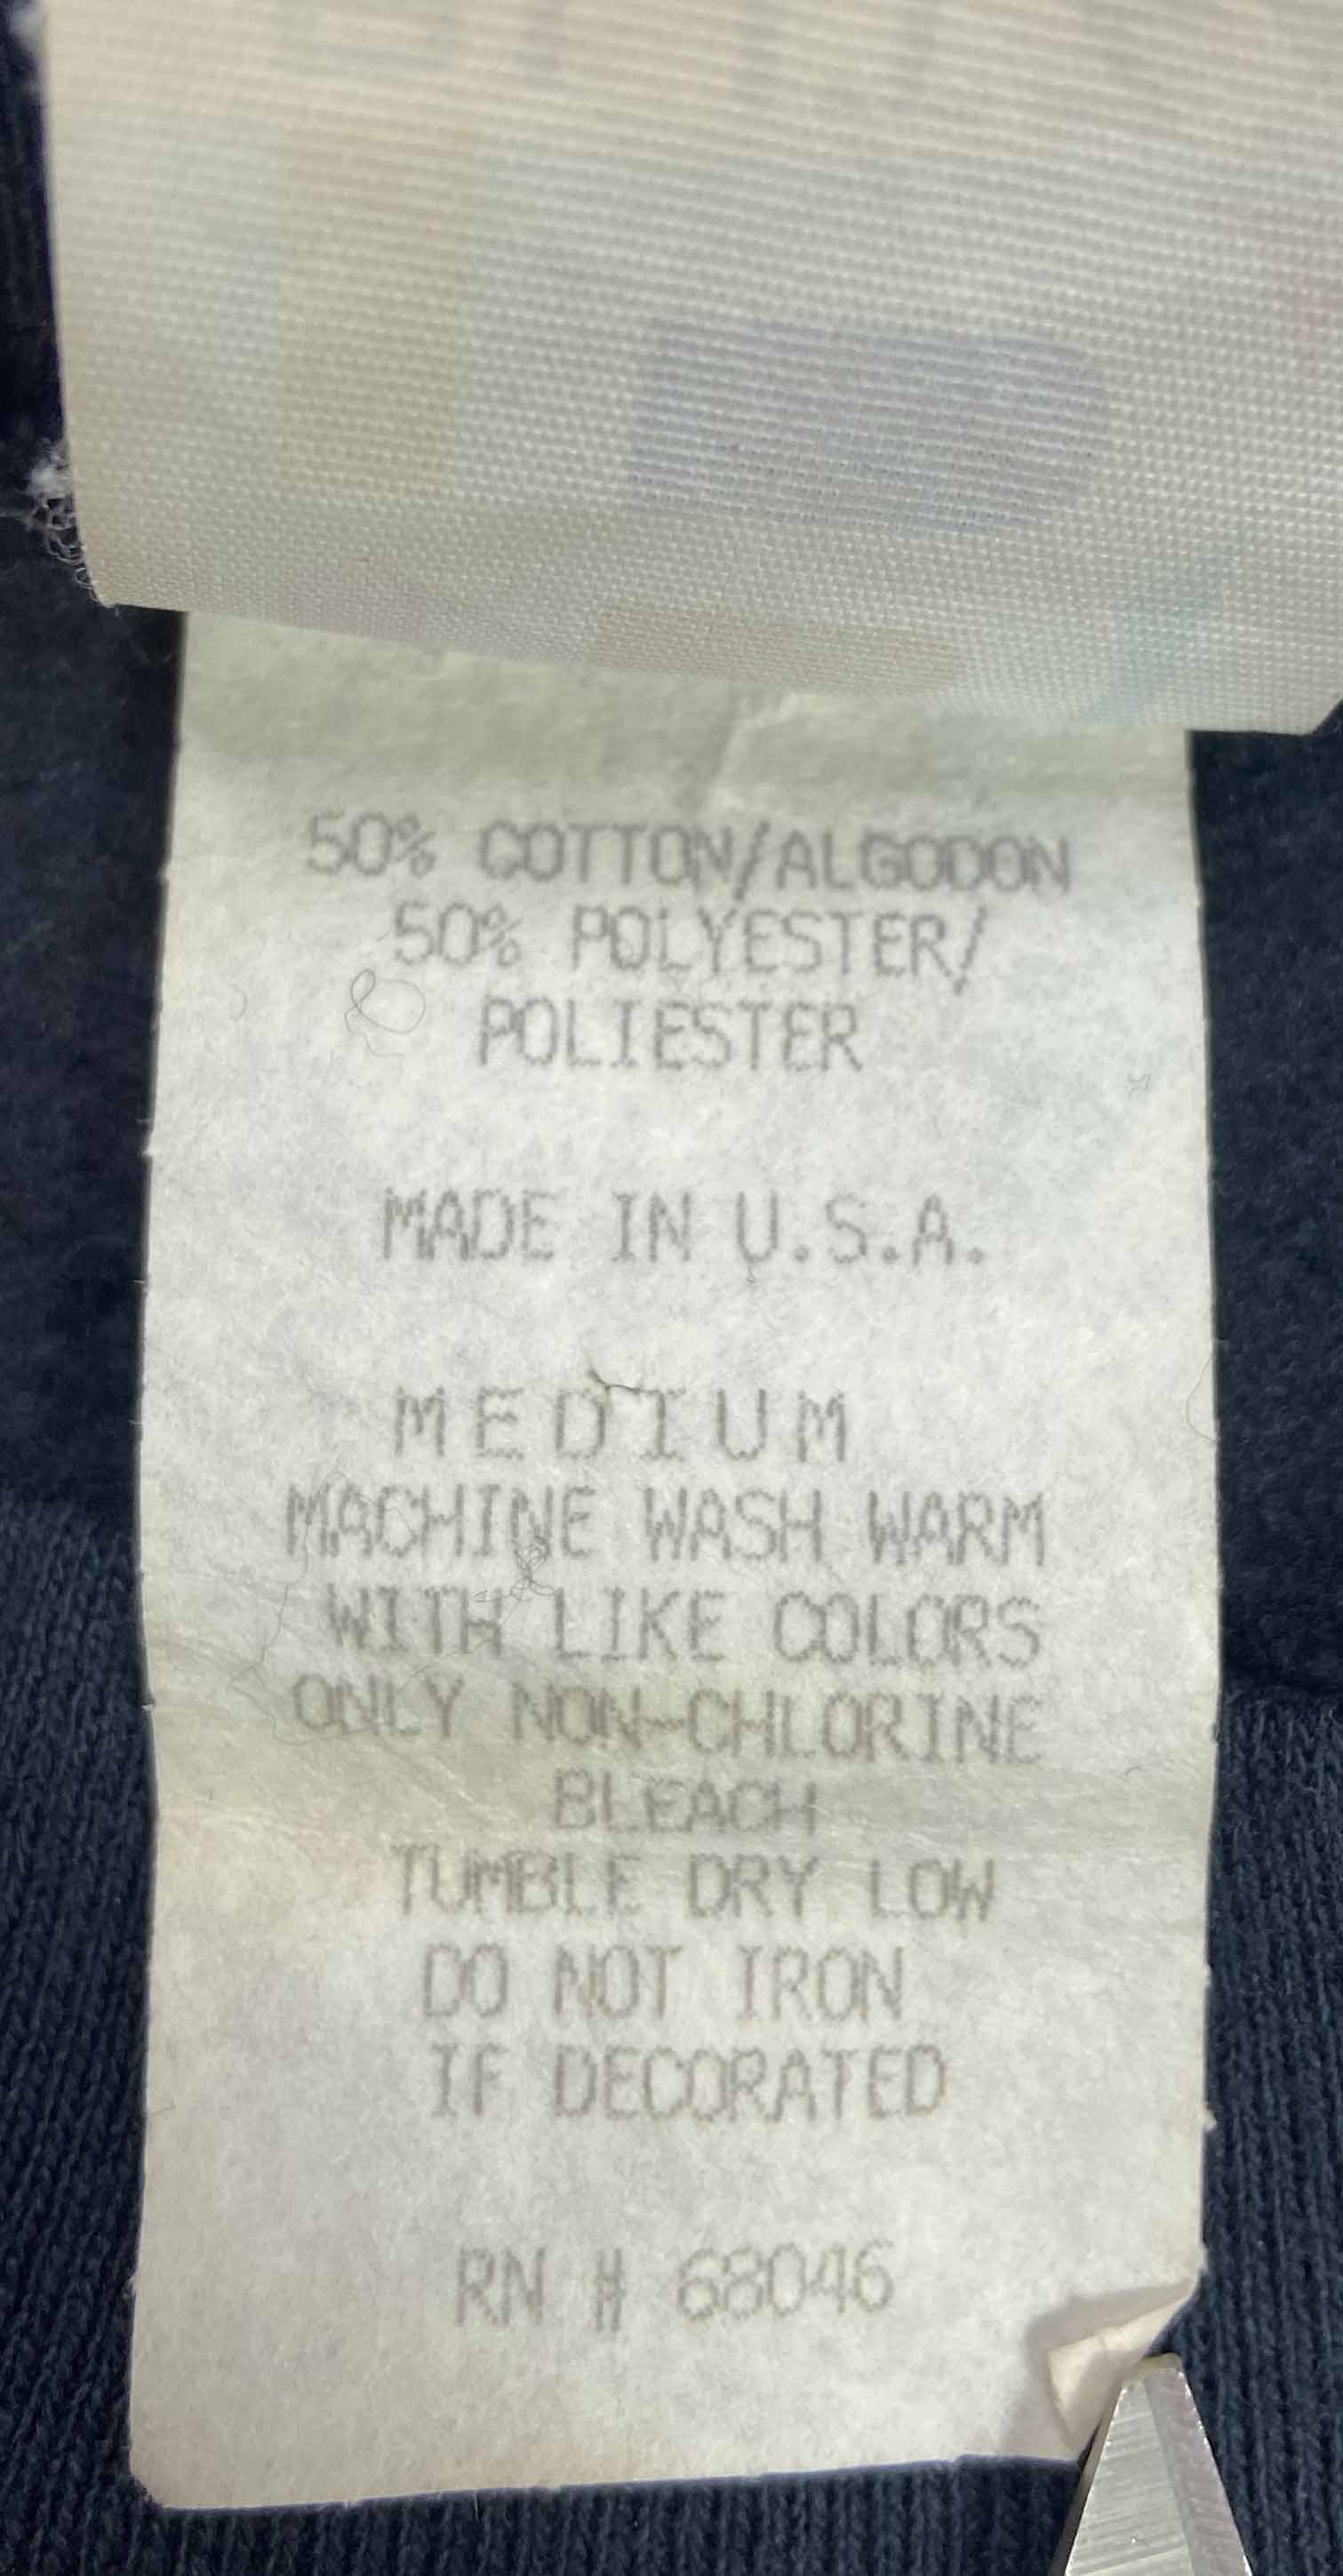 50% COTTON/ALGODON
50% POLYESTER/
POLIESTER
MADE IN U.S.A.
MEDIUM
MACHINE WASH WARM
WITH LIKE COLORS
ONLY NON-CHLORINE
BLEACH
TUMBLE DRY LOW
DO NOT IRON
IF DECORATED
RN # 68046